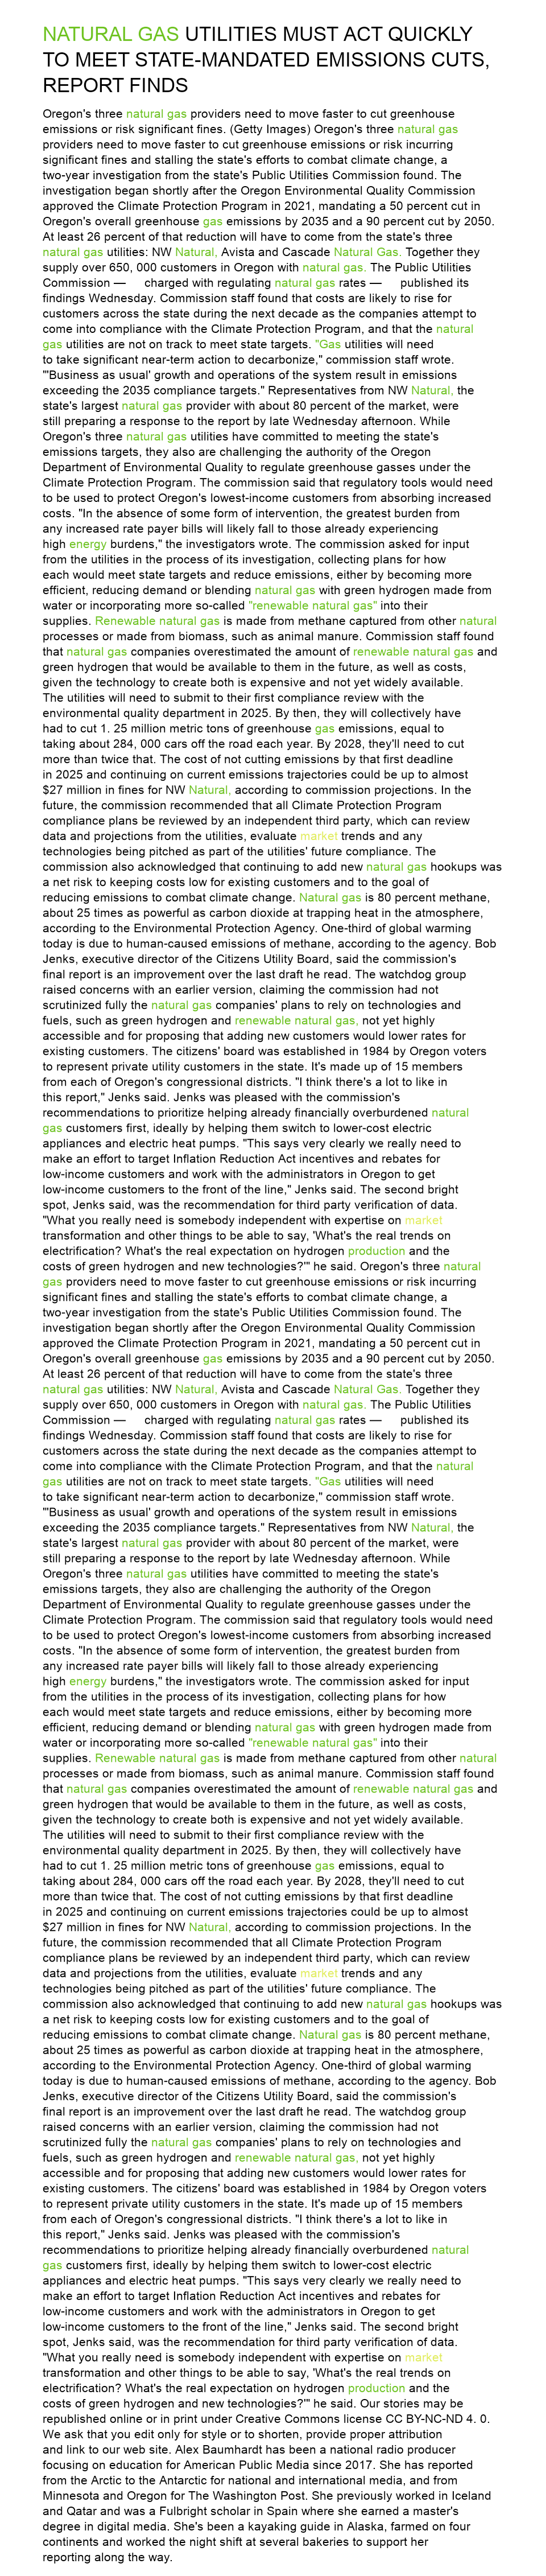 NATURAL GAS UTILITIES MUST ACT QUICKLY
TO MEET STATE-MANDATED EMISSIONS CUTS,
REPORT FINDS
Oregon's three natural gas providers need to move faster to cut greenhouse
emissions or risk significant fines. (Getty Images) Oregon's three natural gas
providers need to move faster to cut greenhouse emissions or risk incurring
significant fines and stalling the state's efforts to combat climate change, a
two-year investigation from the state's Public Utilities Commission found. The
investigation began shortly after the Oregon Environmental Quality Commission
approved the Climate Protection Program in 2021, mandating a 50 percent cut in
Oregon's overall greenhouse gas emissions by 2035 and a 90 percent cut by 2050.
At least 26 percent of that reduction will have to come from the state's three
natural gas utilities: NW Natural, Avista and Cascade Natural Gas. Together they
supply over 650, 000 customers in Oregon with natural gas. The Public Utilities
Commission — charged with regulating natural gas rates — published its
findings Wednesday. Commission staff found that costs are likely to rise for
customers across the state during the next decade as the companies attempt to
come into compliance with the Climate Protection Program, and that the natural
gas utilities are not on track to meet state targets. "Gas utilities will need
to take significant near-term action to decarbonize," commission staff wrote.
"'Business as usual' growth and operations of the system result in emissions
exceeding the 2035 compliance targets." Representatives from NW Natural, the
state's largest natural gas provider with about 80 percent of the market, were
still preparing a response to the report by late Wednesday afternoon. While
Oregon's three natural gas utilities have committed to meeting the state's
emissions targets, they also are challenging the authority of the Oregon
Department of Environmental Quality to regulate greenhouse gasses under the
Climate Protection Program. The commission said that regulatory tools would need
to be used to protect Oregon's lowest-income customers from absorbing increased
costs. "In the absence of some form of intervention, the greatest burden from
any increased rate payer bills will likely fall to those already experiencing
high energy burdens," the investigators wrote. The commission asked for input
from the utilities in the process of its investigation, collecting plans for how
each would meet state targets and reduce emissions, either by becoming more
efficient, reducing demand or blending natural gas with green hydrogen made from
water or incorporating more so-called "renewable natural gas" into their
supplies. Renewable natural gas is made from methane captured from other natural
processes or made from biomass, such as animal manure. Commission staff found
that natural gas companies overestimated the amount of renewable natural gas and
green hydrogen that would be available to them in the future, as well as costs,
given the technology to create both is expensive and not yet widely available.
The utilities will need to submit to their first compliance review with the
environmental quality department in 2025. By then, they will collectively have
had to cut 1. 25 million metric tons of greenhouse gas emissions, equal to
taking about 284, 000 cars off the road each year. By 2028, they'll need to cut
more than twice that. The cost of not cutting emissions by that first deadline
in 2025 and continuing on current emissions trajectories could be up to almost
$27 million in fines for NW Natural, according to commission projections. In the
future, the commission recommended that all Climate Protection Program
compliance plans be reviewed by an independent third party, which can review
data and projections from the utilities, evaluate market trends and any
technologies being pitched as part of the utilities' future compliance. The
commission also acknowledged that continuing to add new natural gas hookups was
a net risk to keeping costs low for existing customers and to the goal of
reducing emissions to combat climate change. Natural gas is 80 percent methane,
about 25 times as powerful as carbon dioxide at trapping heat in the atmosphere,
according to the Environmental Protection Agency. One-third of global warming
today is due to human-caused emissions of methane, according to the agency. Bob
Jenks, executive director of the Citizens Utility Board, said the commission's
final report is an improvement over the last draft he read. The watchdog group
raised concerns with an earlier version, claiming the commission had not
scrutinized fully the natural gas companies' plans to rely on technologies and
fuels, such as green hydrogen and renewable natural gas, not yet highly
accessible and for proposing that adding new customers would lower rates for
existing customers. The citizens' board was established in 1984 by Oregon voters
to represent private utility customers in the state. It's made up of 15 members
from each of Oregon's congressional districts. "I think there's a lot to like in
this report," Jenks said. Jenks was pleased with the commission's
recommendations to prioritize helping already financially overburdened natural
gas customers first, ideally by helping them switch to lower-cost electric
appliances and electric heat pumps. "This says very clearly we really need to
make an effort to target Inflation Reduction Act incentives and rebates for
low-income customers and work with the administrators in Oregon to get
low-income customers to the front of the line," Jenks said. The second bright
spot, Jenks said, was the recommendation for third party verification of data.
"What you really need is somebody independent with expertise on market
transformation and other things to be able to say, 'What's the real trends on
electrification? What's the real expectation on hydrogen production and the
costs of green hydrogen and new technologies?'" he said. Oregon's three natural
gas providers need to move faster to cut greenhouse emissions or risk incurring
significant fines and stalling the state's efforts to combat climate change, a
two-year investigation from the state's Public Utilities Commission found. The
investigation began shortly after the Oregon Environmental Quality Commission
approved the Climate Protection Program in 2021, mandating a 50 percent cut in
Oregon's overall greenhouse gas emissions by 2035 and a 90 percent cut by 2050.
At least 26 percent of that reduction will have to come from the state's three
natural gas utilities: NW Natural, Avista and Cascade Natural Gas. Together they
supply over 650, 000 customers in Oregon with natural gas. The Public Utilities
Commission — charged with regulating natural gas rates — published its
findings Wednesday. Commission staff found that costs are likely to rise for
customers across the state during the next decade as the companies attempt to
come into compliance with the Climate Protection Program, and that the natural
gas utilities are not on track to meet state targets. "Gas utilities will need
to take significant near-term action to decarbonize," commission staff wrote.
"'Business as usual' growth and operations of the system result in emissions
exceeding the 2035 compliance targets." Representatives from NW Natural, the
state's largest natural gas provider with about 80 percent of the market, were
still preparing a response to the report by late Wednesday afternoon. While
Oregon's three natural gas utilities have committed to meeting the state's
emissions targets, they also are challenging the authority of the Oregon
Department of Environmental Quality to regulate greenhouse gasses under the
Climate Protection Program. The commission said that regulatory tools would need
to be used to protect Oregon's lowest-income customers from absorbing increased
costs. "In the absence of some form of intervention, the greatest burden from
any increased rate payer bills will likely fall to those already experiencing
high energy burdens," the investigators wrote. The commission asked for input
from the utilities in the process of its investigation, collecting plans for how
each would meet state targets and reduce emissions, either by becoming more
efficient, reducing demand or blending natural gas with green hydrogen made from
water or incorporating more so-called "renewable natural gas" into their
supplies. Renewable natural gas is made from methane captured from other natural
processes or made from biomass, such as animal manure. Commission staff found
that natural gas companies overestimated the amount of renewable natural gas and
green hydrogen that would be available to them in the future, as well as costs,
given the technology to create both is expensive and not yet widely available.
The utilities will need to submit to their first compliance review with the
environmental quality department in 2025. By then, they will collectively have
had to cut 1. 25 million metric tons of greenhouse gas emissions, equal to
taking about 284, 000 cars off the road each year. By 2028, they'll need to cut
more than twice that. The cost of not cutting emissions by that first deadline
in 2025 and continuing on current emissions trajectories could be up to almost
$27 million in fines for NW Natural, according to commission projections. In the
future, the commission recommended that all Climate Protection Program
compliance plans be reviewed by an independent third party, which can review
data and projections from the utilities, evaluate market trends and any
technologies being pitched as part of the utilities' future compliance. The
commission also acknowledged that continuing to add new natural gas hookups was
a net risk to keeping costs low for existing customers and to the goal of
reducing emissions to combat climate change. Natural gas is 80 percent methane,
about 25 times as powerful as carbon dioxide at trapping heat in the atmosphere,
according to the Environmental Protection Agency. One-third of global warming
today is due to human-caused emissions of methane, according to the agency. Bob
Jenks, executive director of the Citizens Utility Board, said the commission's
final report is an improvement over the last draft he read. The watchdog group
raised concerns with an earlier version, claiming the commission had not
scrutinized fully the natural gas companies' plans to rely on technologies and
fuels, such as green hydrogen and renewable natural gas, not yet highly
accessible and for proposing that adding new customers would lower rates for
existing customers. The citizens' board was established in 1984 by Oregon voters
to represent private utility customers in the state. It's made up of 15 members
from each of Oregon's congressional districts. "I think there's a lot to like in
this report," Jenks said. Jenks was pleased with the commission's
recommendations to prioritize helping already financially overburdened natural
gas customers first, ideally by helping them switch to lower-cost electric
appliances and electric heat pumps. "This says very clearly we really need to
make an effort to target Inflation Reduction Act incentives and rebates for
low-income customers and work with the administrators in Oregon to get
low-income customers to the front of the line," Jenks said. The second bright
spot, Jenks said, was the recommendation for third party verification of data.
"What you really need is somebody independent with expertise on market
transformation and other things to be able to say, 'What's the real trends on
electrification? What's the real expectation on hydrogen production and the
costs of green hydrogen and new technologies?'" he said. Our stories may be
republished online or in print under Creative Commons license CC BY-NC-ND 4. 0.
We ask that you edit only for style or to shorten, provide proper attribution
and link to our web site. Alex Baumhardt has been a national radio producer
focusing on education for American Public Media since 2017. She has reported
from the Arctic to the Antarctic for national and international media, and from
Minnesota and Oregon for The Washington Post. She previously worked in Iceland
and Qatar and was a Fulbright scholar in Spain where she earned a master's
degree in digital media. She's been a kayaking guide in Alaska, farmed on four
continents and worked the night shift at several bakeries to support her
reporting along the way.